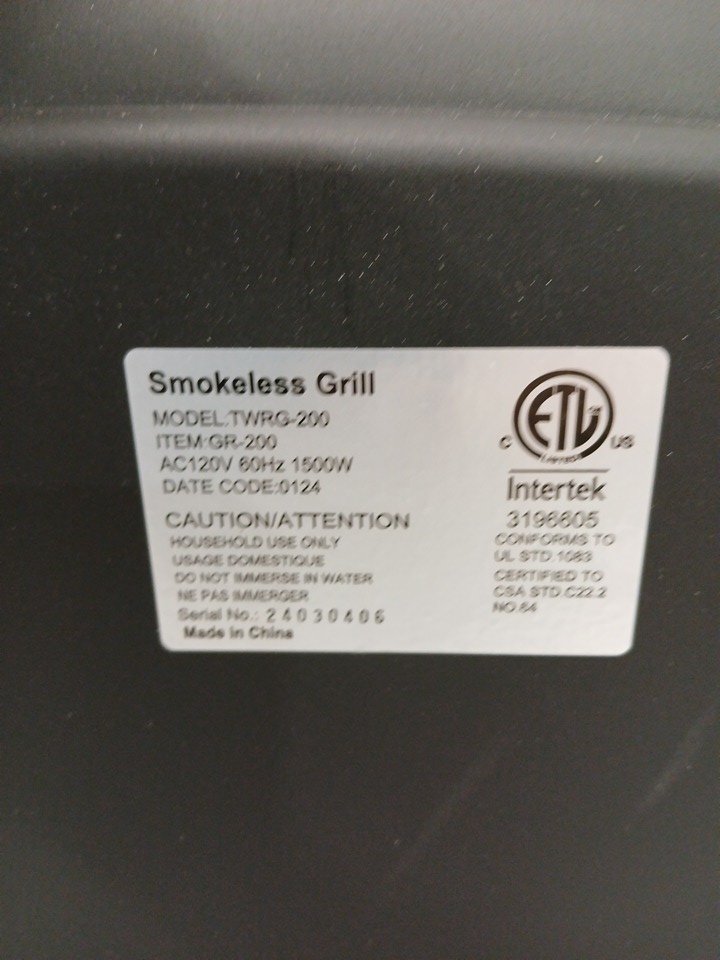 Smokeless Grill
MODEL:TWRG-200
ITEM:GR-200
AC120V 60Hz 1500W
DATE CODE:0124
CAUTION/ATTENTION
HOUSEHOLD USE ONLY
USAGE DOMESTIQUE
DO NOT IMMERSE IN WATER
NE PAS IMMERGER
Serial No.: 24030406
Made in China
ETL
C US
Intertek
3196605
CONFORMS TO
UL STD.1083
CERTIFIED TO
CSA STD.C22.2
NO.64